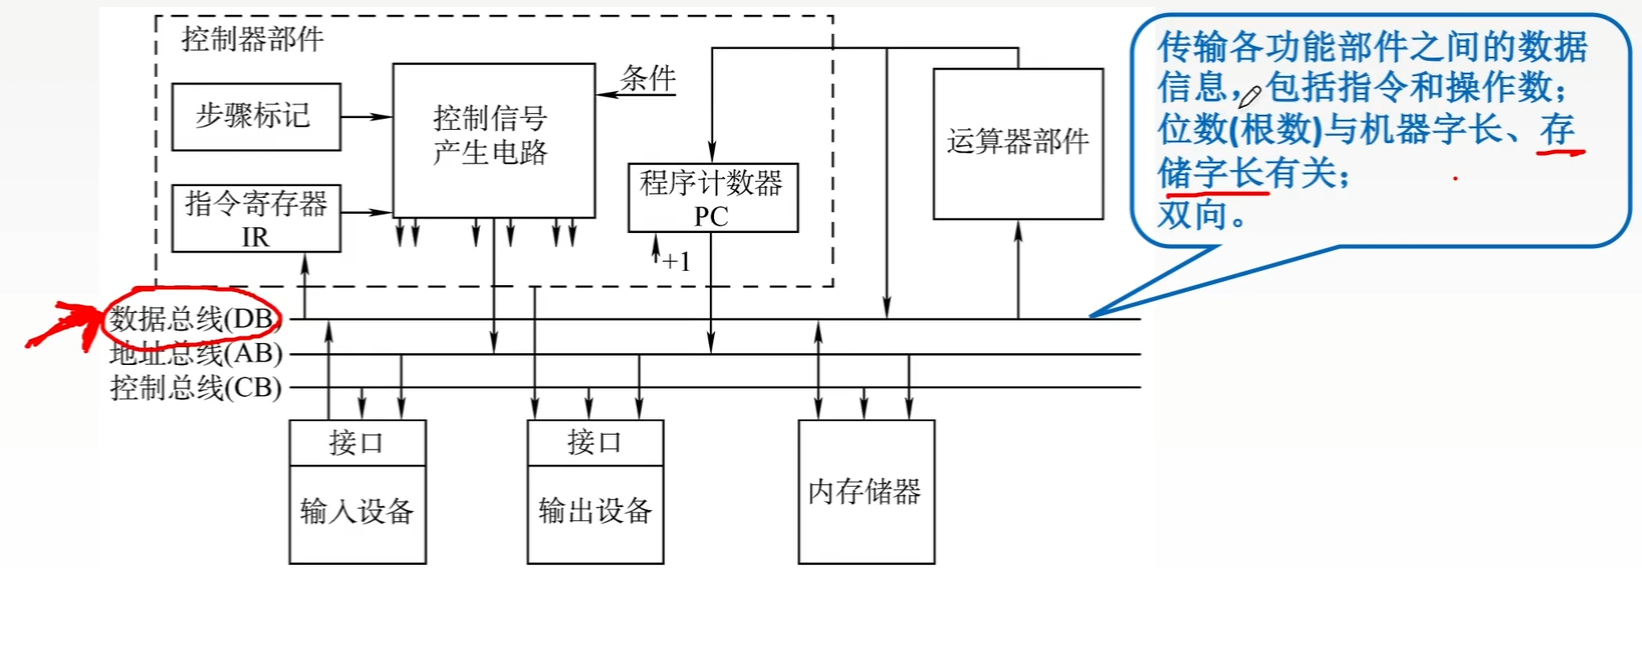 控制器部件
步骤标记
指令寄存器
IR
控制信号
产生电路
条件
程序计数器
PC
+1
运算器部件
传输各功能部件之间的数据
信息，包括指令和操作数；
位数(根数)与机器字长、存
储字长有关；
双向。
数据总线(DB)
地址总线(AB)
控制总线(CB)
接口
输入设备
接口
输出设备
内存储器